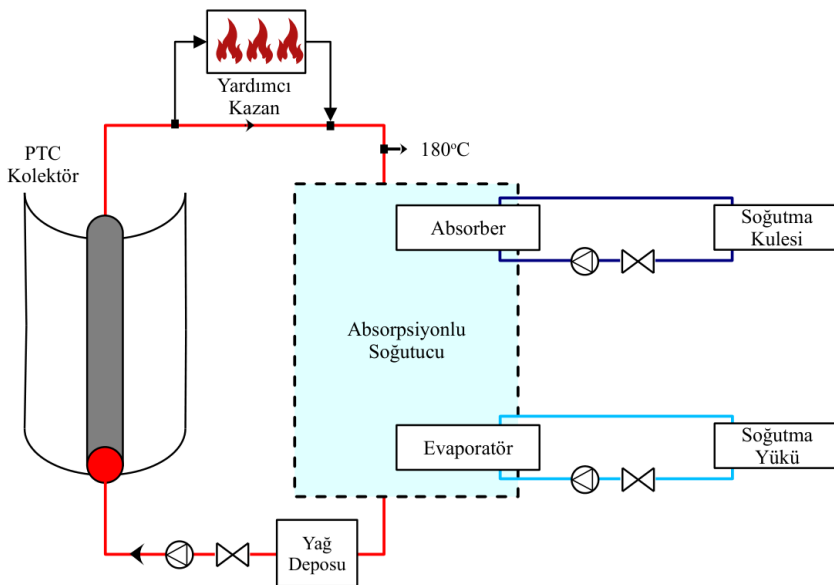 Yardımcı
Kazan
PTC
Kolektör
180°C
Absorber
Soğutma
Kulesi
Absorpsiyonlu
Soğutucu
Evaporatör
Soğutma
Yükü
Yağ
Deposu